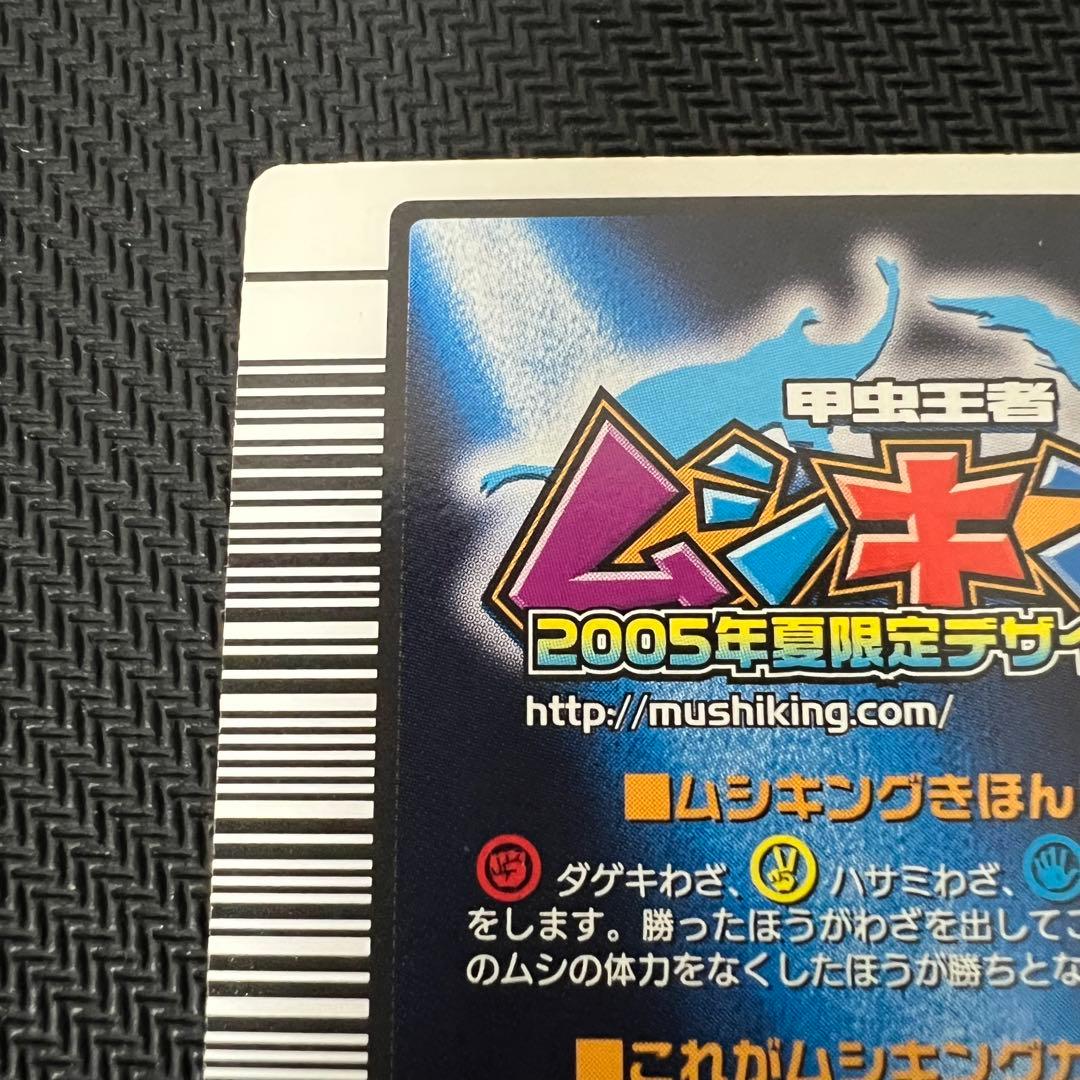 甲虫王者
ムシキ
2005年夏限定デザイ
http://mushiking.com/
■ムシキングきほん
ダゲキわざ、ハサミわざ、
をします。勝ったほうがわざを出して
のムシの体力をなくしたほうが勝ちとな
■これがムシキング